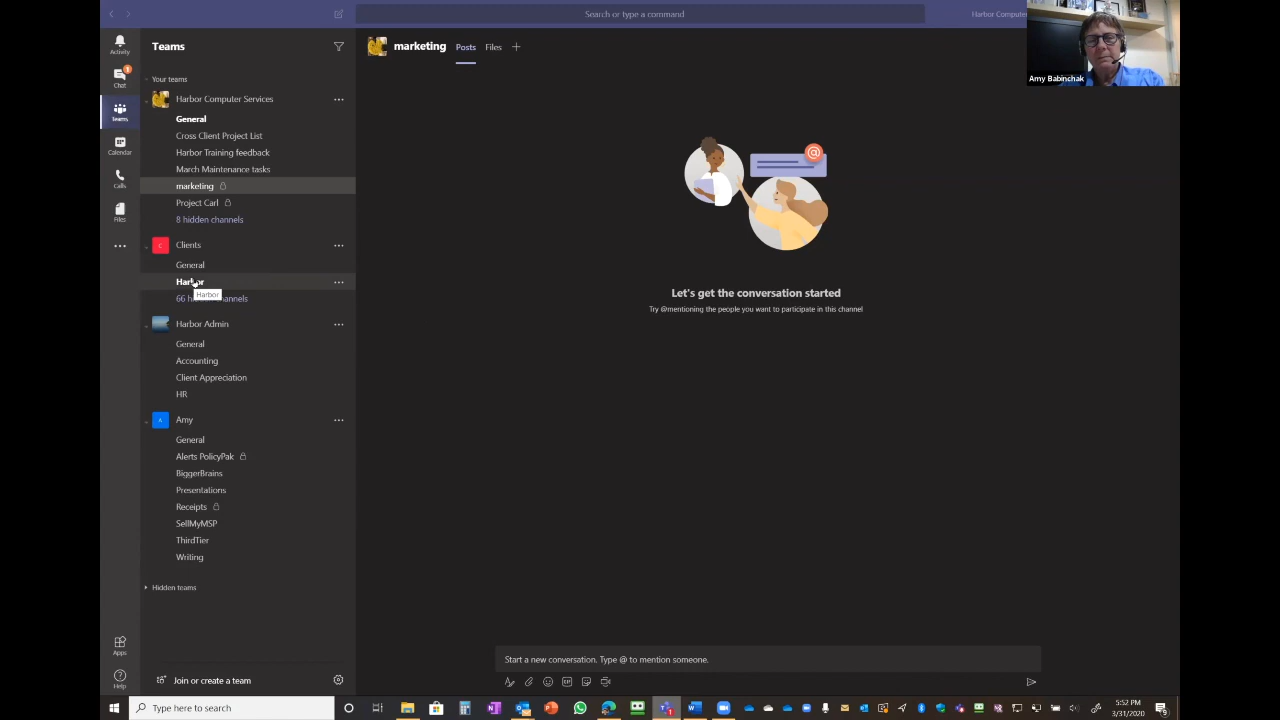 Search or type a command
Harbor Computer
Amy Babinchak
Activity
Chat
1
Teams
Calendar
Calls
Files
Apps
Help
Teams
Your teams
Harbor Computer Services
General
Cross Client Project List
Harbor Training feedback
March Maintenance tasks
marketing
Project Carl
8 hidden channels
C
Clients
General
Harbor
Harbor
66 hidden channels
Harbor Admin
General
Accounting
Client Appreciation
HR
A
Amy
General
Alerts PolicyPak
BiggerBrains
Presentations
Receipts
SellMyMSP
ThirdTier
Writing
Hidden teams
Join or create a team
marketing
Posts
Files
@
Let's get the conversation started
Try @mentioning the people you want to participate in this channel
Start a new conversation. Type @ to mention someone.
GIF
Type here to search
5:52 PM
3/31/2020